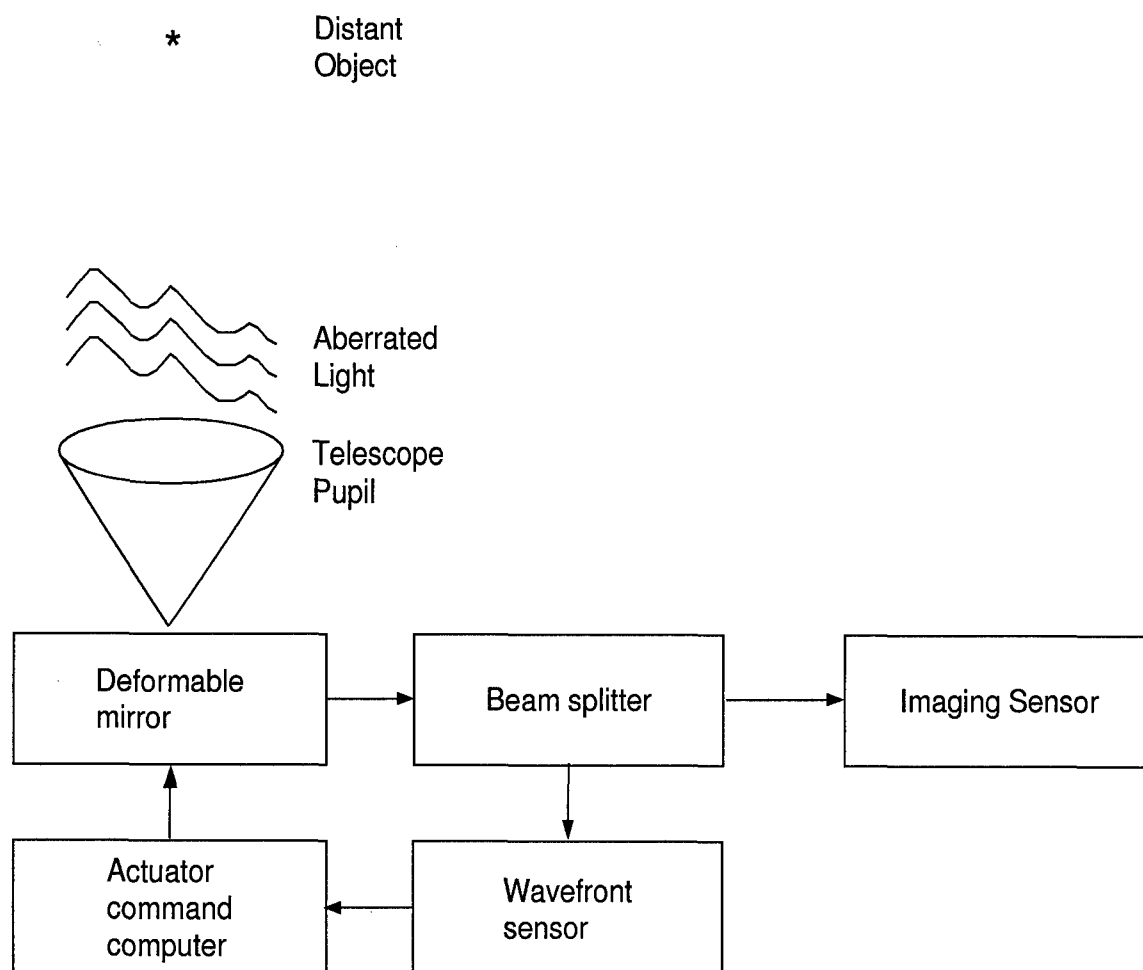 *
Distant
Object
Aberrated
Light
Telescope
Pupil
Deformable
mirror
Beam splitter
Imaging Sensor
Actuator
command
computer
Wavefront
sensor